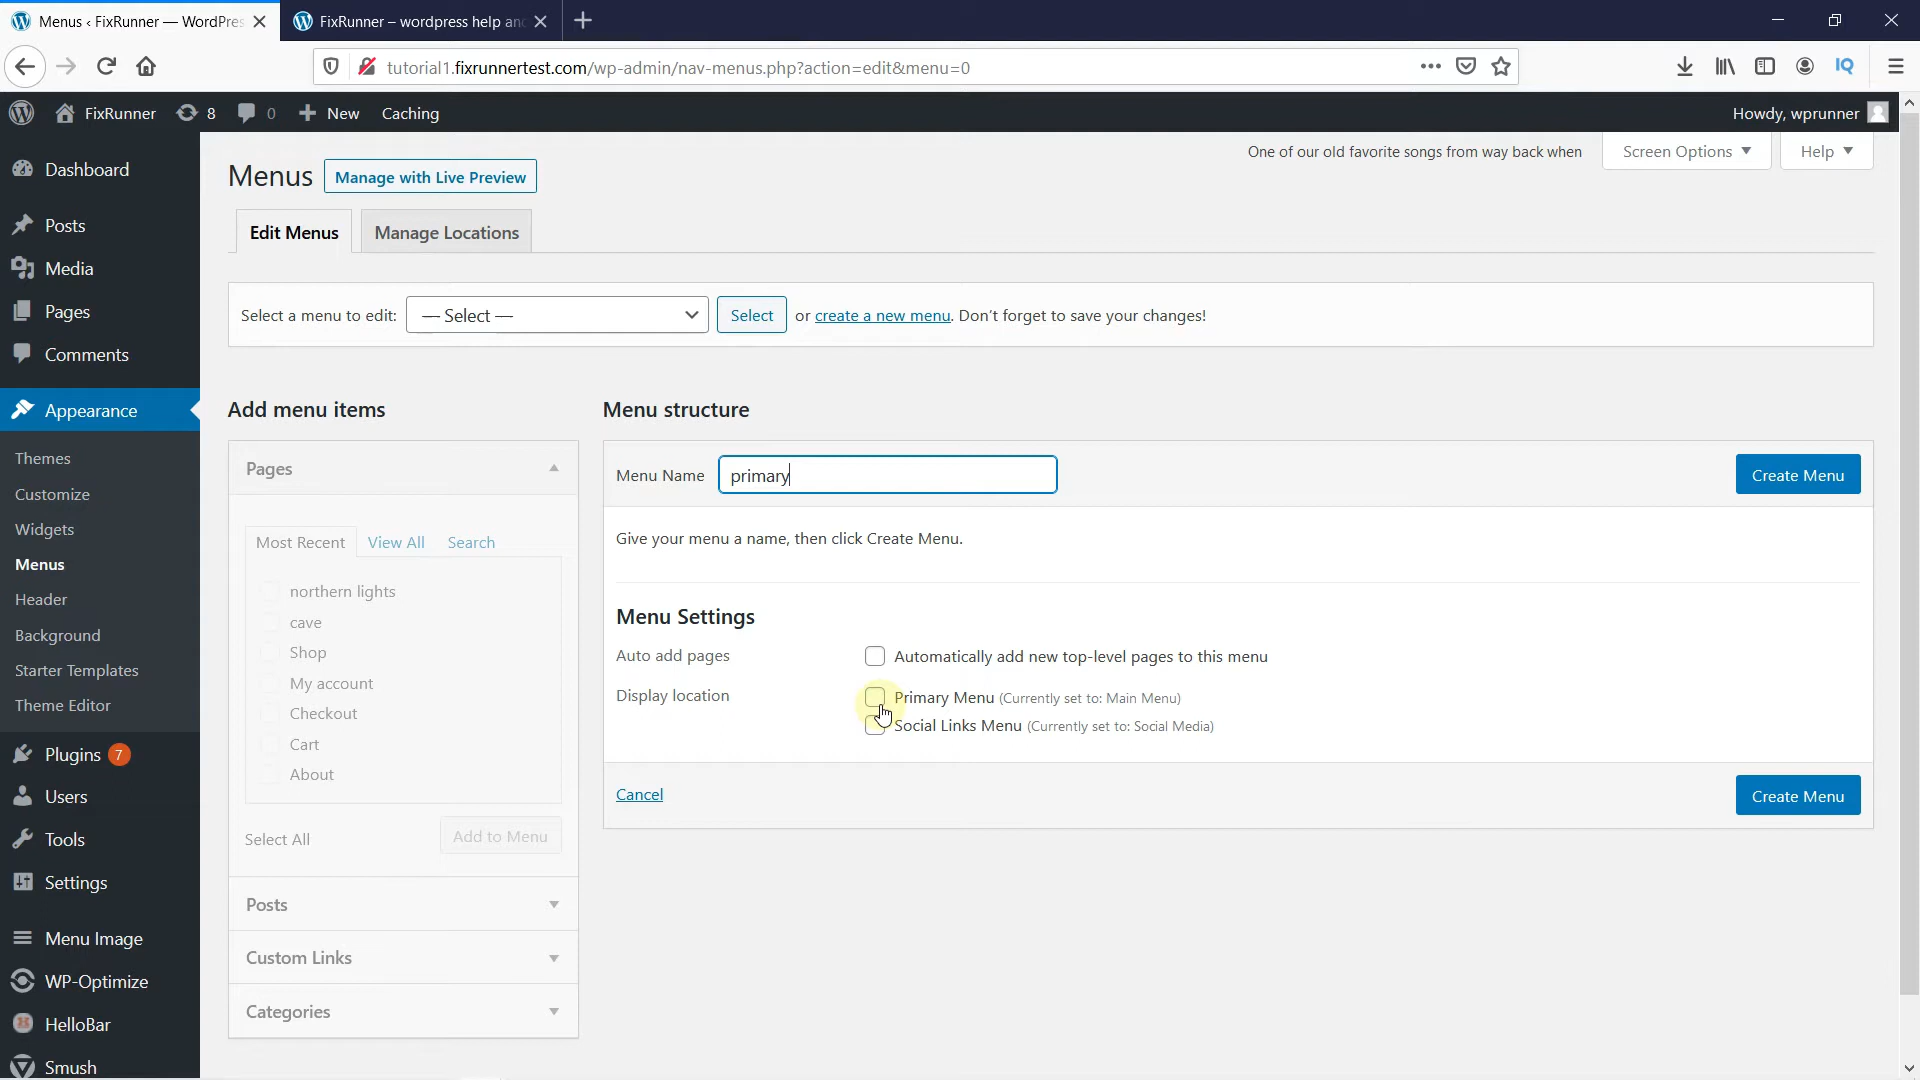 Menus ‹ FixRunner — WordPres
FixRunner – wordpress help an
tutorial1.fixrunnertest.com/wp-admin/nav-menus.php?action=edit&menu=0
IQ
FixRunner
8
0
New
Caching
Howdy, wprunner
Dashboard
Posts
Media
Pages
Comments
Appearance
Themes
Customize
Widgets
Menus
Header
Background
Starter Templates
Theme Editor
Plugins 7
Users
Tools
Settings
Menu Image
WP-Optimize
HelloBar
Smush
One of our old favorite songs from way back when
Screen Options
Help
Menus
Manage with Live Preview
Edit Menus
Manage Locations
Select a menu to edit:
— Select —
Select
or create a new menu. Don’t forget to save your changes!
Add menu items
Pages
Most Recent
View All
Search
northern lights
cave
Shop
My account
Checkout
Cart
About
Select All
Add to Menu
Posts
Custom Links
Categories
Menu structure
Menu Name
primary
Create Menu
Give your menu a name, then click Create Menu.
Menu Settings
Auto add pages
Automatically add new top-level pages to this menu
Display location
Primary Menu (Currently set to: Main Menu)
Social Links Menu (Currently set to: Social Media)
Cancel
Create Menu